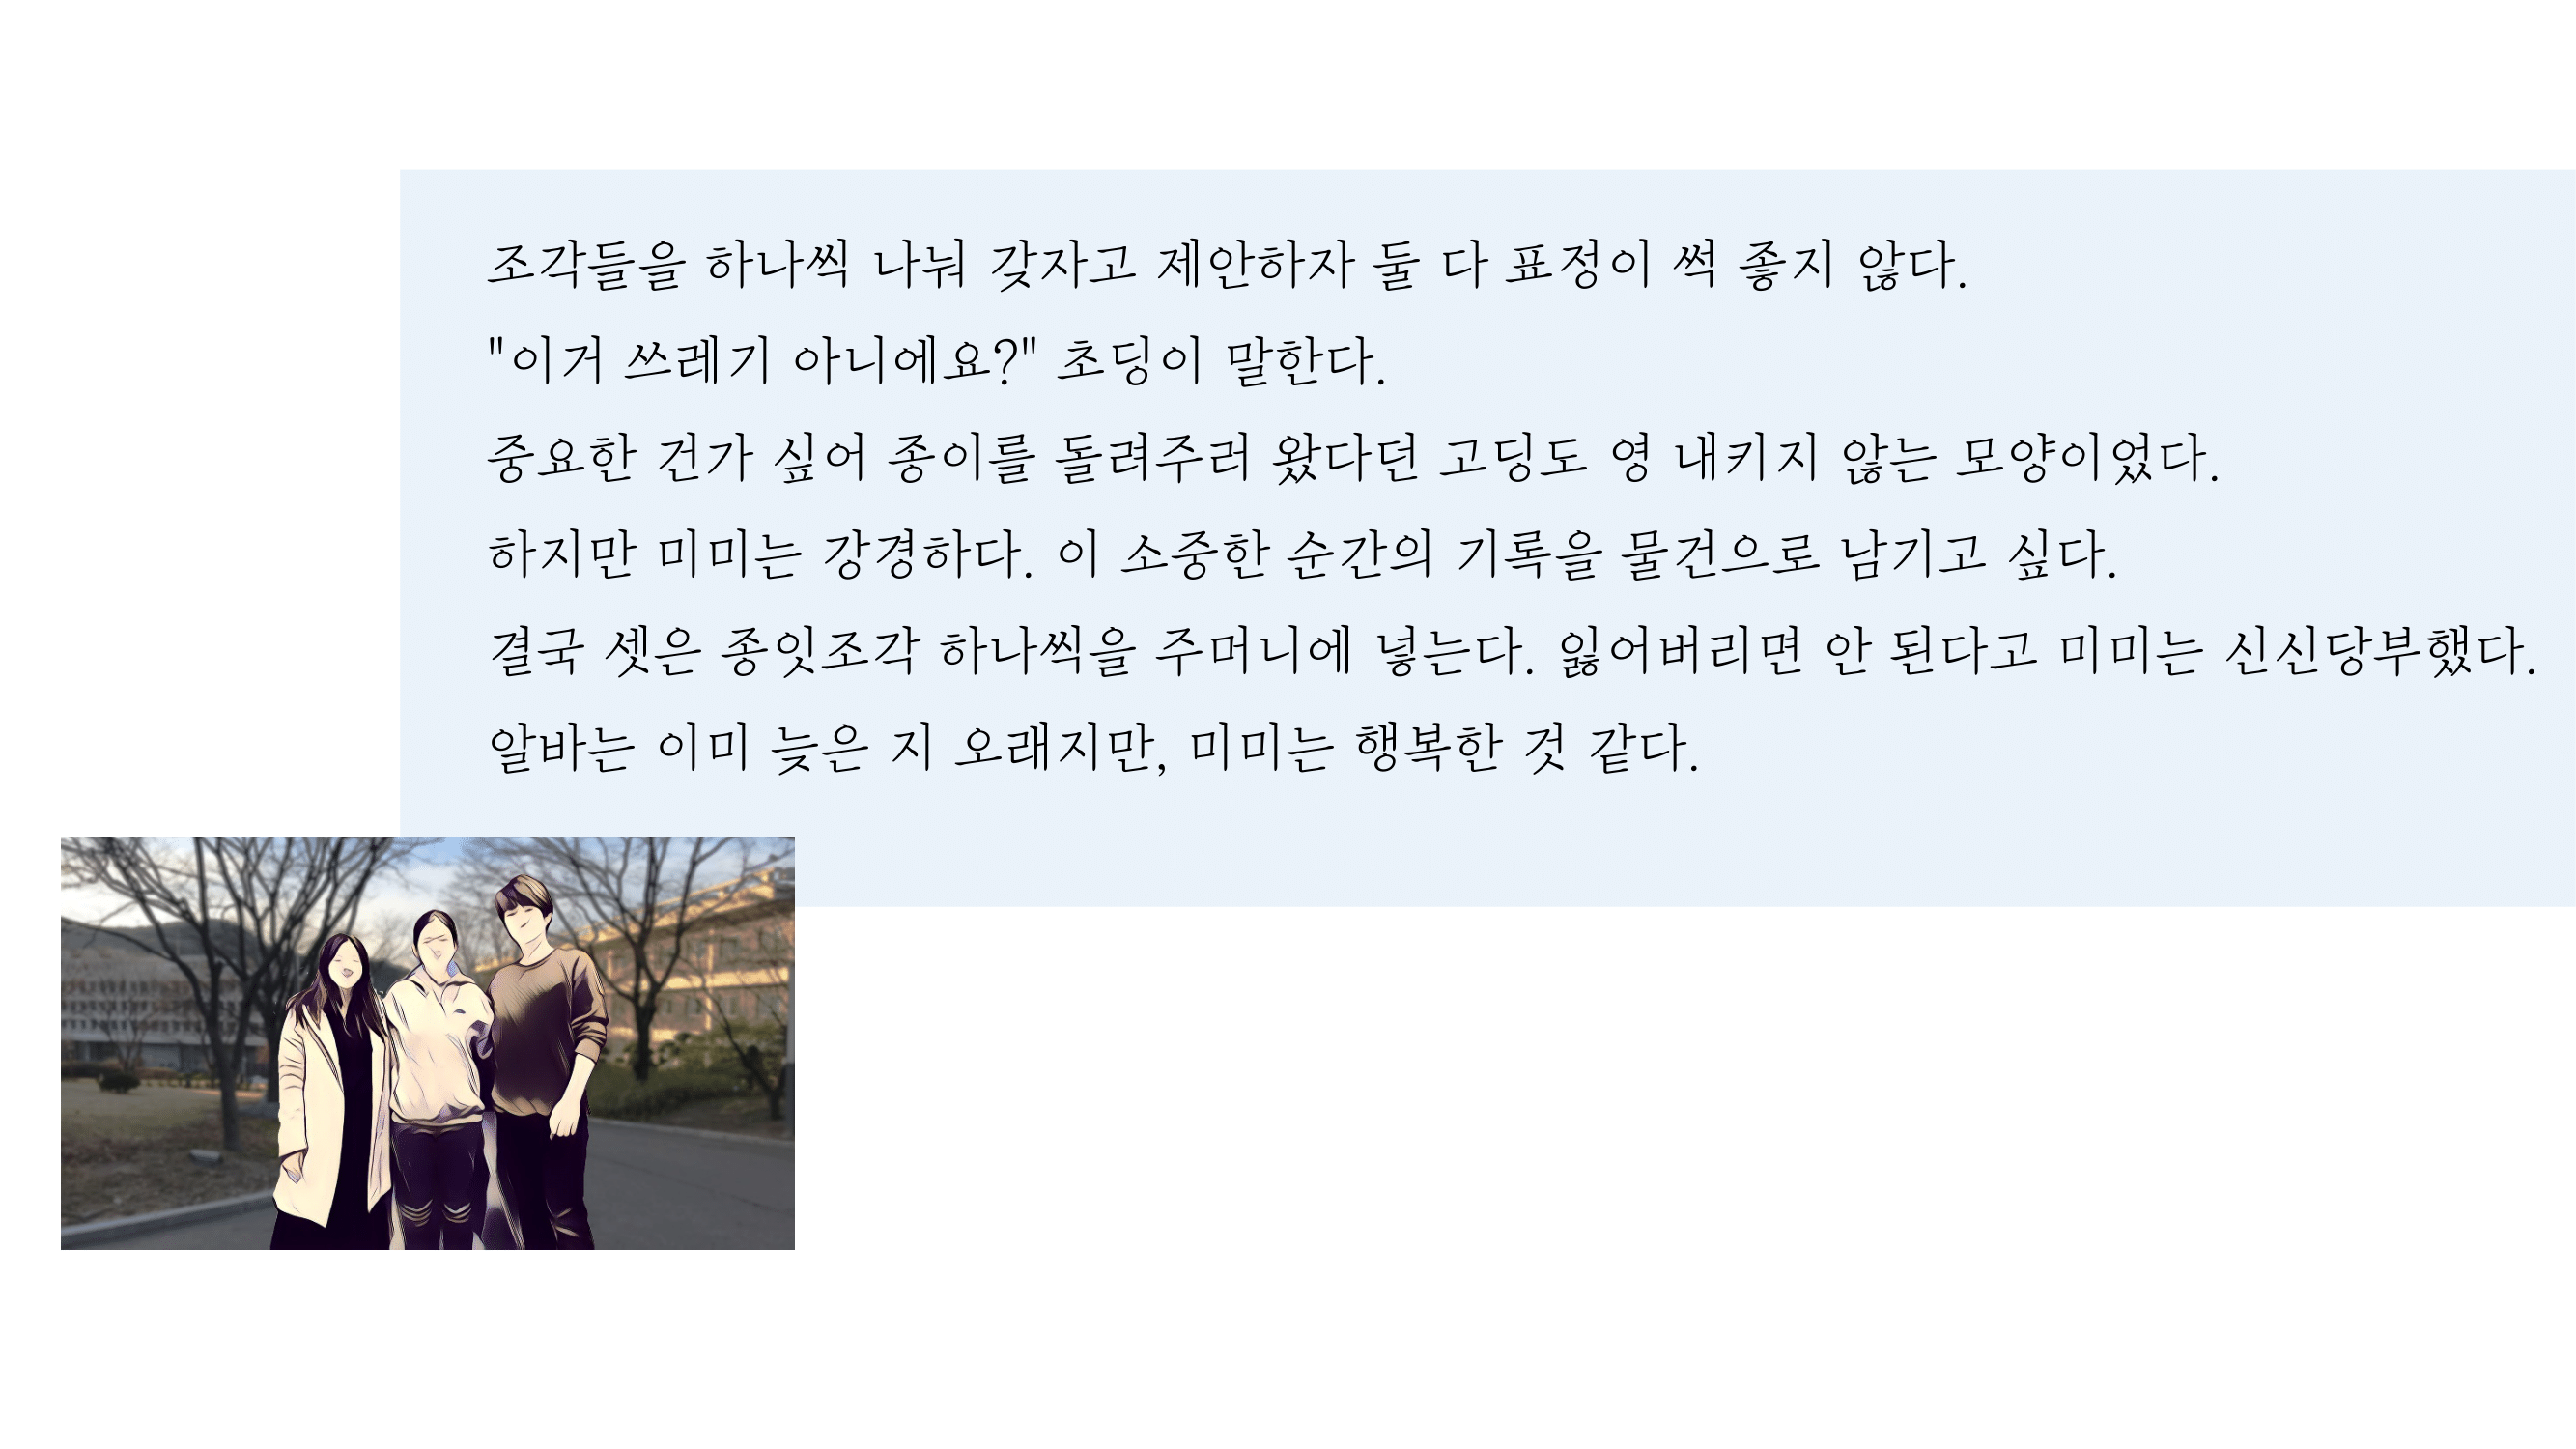 조각들을 하나씩 나눠 갖자고 제안하자 둘 다 표정이 썩 좋지 않다.
"이거 쓰레기 아니에요?" 초딩이 말한다.
중요한 건가 싶어 종이를 돌려주러 왔다던 고딩도 영 내키지 않는 모양이었다.
하지만 미미는 강경하다. 이 소중한 순간의 기록을 물건으로 남기고 싶다.
결국 셋은 종잇조각 하나씩을 주머니에 넣는다. 잃어버리면 안 된다고 미미는 신신당부했다.
알바는 이미 늦은 지 오래지만, 미미는 행복한 것 같다.